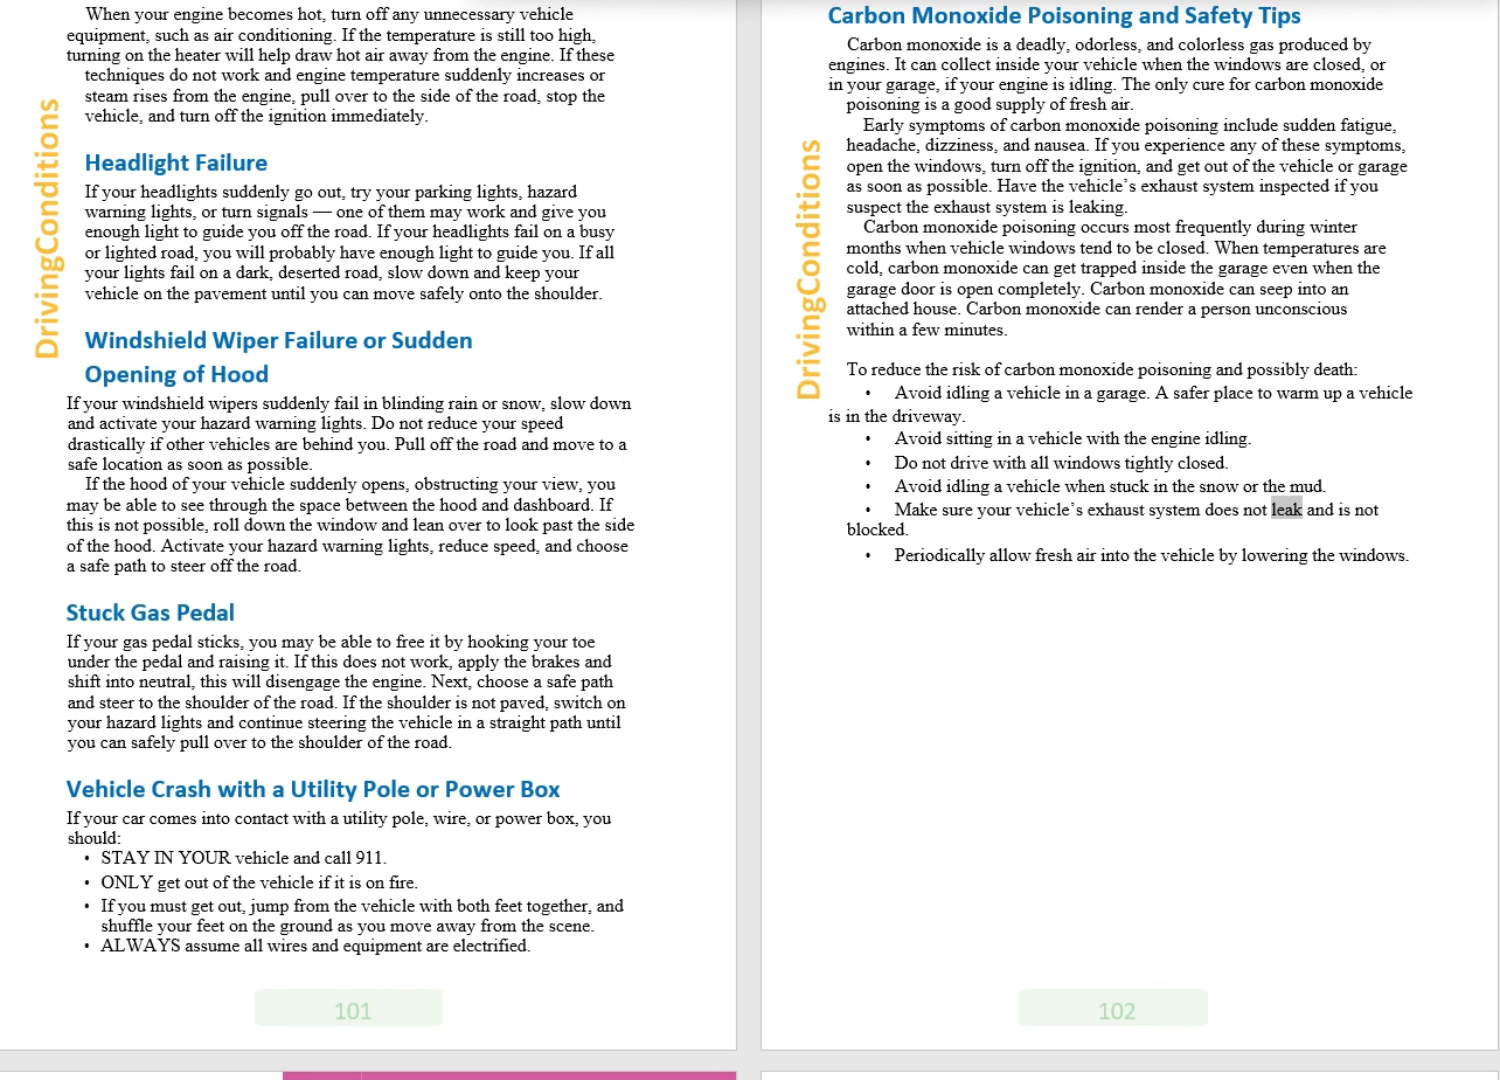 When your engine becomes hot, turn off any unnecessary vehicle
equipment, such as air conditioning. If the temperature is still too high,
turning on the heater will help draw hot air away from the engine. If these
techniques do not work and engine temperature suddenly increases or
steam rises from the engine, pull over to the side of the road, stop the
vehicle, and turn off the ignition immediately.
DrivingConditions
Headlight Failure
If your headlights suddenly go out, try your parking lights, hazard
warning lights, or turn signals — one of them may work and give you
enough light to guide you off the road. If your headlights fail on a busy
or lighted road, you will probably have enough light to guide you. If all
your lights fail on a dark, deserted road, slow down and keep your
vehicle on the pavement until you can move safely onto the shoulder.
Windshield Wiper Failure or Sudden
Opening of Hood
If your windshield wipers suddenly fail in blinding rain or snow, slow down
and activate your hazard warning lights. Do not reduce your speed
drastically if other vehicles are behind you. Pull off the road and move to a
safe location as soon as possible.
If the hood of your vehicle suddenly opens, obstructing your view, you
may be able to see through the space between the hood and dashboard. If
this is not possible, roll down the window and lean over to look past the side
of the hood. Activate your hazard warning lights, reduce speed, and choose
a safe path to steer off the road.
Stuck Gas Pedal
If your gas pedal sticks, you may be able to free it by hooking your toe
under the pedal and raising it. If this does not work, apply the brakes and
shift into neutral, this will disengage the engine. Next, choose a safe path
and steer to the shoulder of the road. If the shoulder is not paved, switch on
your hazard lights and continue steering the vehicle in a straight path until
you can safely pull over to the shoulder of the road.
Vehicle Crash with a Utility Pole or Power Box
If your car comes into contact with a utility pole, wire, or power box, you
should:
• STAY IN YOUR vehicle and call 911.
• ONLY get out of the vehicle if it is on fire.
• If you must get out, jump from the vehicle with both feet together, and
shuffle your feet on the ground as you move away from the scene.
• ALWAYS assume all wires and equipment are electrified.
101
Carbon Monoxide Poisoning and Safety Tips
Carbon monoxide is a deadly, odorless, and colorless gas produced by
engines. It can collect inside your vehicle when the windows are closed, or
in your garage, if your engine is idling. The only cure for carbon monoxide
poisoning is a good supply of fresh air.
Early symptoms of carbon monoxide poisoning include sudden fatigue,
headache, dizziness, and nausea. If you experience any of these symptoms,
open the windows, turn off the ignition, and get out of the vehicle or garage
as soon as possible. Have the vehicle's exhaust system inspected if you
suspect the exhaust system is leaking.
Carbon monoxide poisoning occurs most frequently during winter
months when vehicle windows tend to be closed. When temperatures are
cold, carbon monoxide can get trapped inside the garage even when the
garage door is open completely. Carbon monoxide can seep into an
attached house. Carbon monoxide can render a person unconscious
within a few minutes.
DrivingConditions
To reduce the risk of carbon monoxide poisoning and possibly death:
• Avoid idling a vehicle in a garage. A safer place to warm up a vehicle
is in the driveway.
• Avoid sitting in a vehicle with the engine idling.
• Do not drive with all windows tightly closed.
• Avoid idling a vehicle when stuck in the snow or the mud.
• Make sure your vehicle's exhaust system does not leak and is not
blocked.
• Periodically allow fresh air into the vehicle by lowering the windows.
102